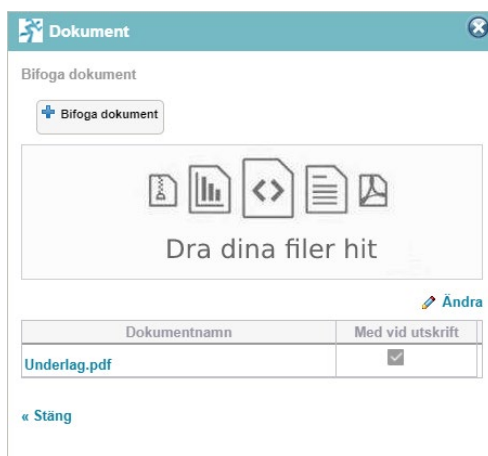 Dokument
Bifoga dokument
Bifoga dokument
Dra dina filer hit
Ändra
Dokumentnamn Med vid utskrift
Underlag.pdf
« Stäng